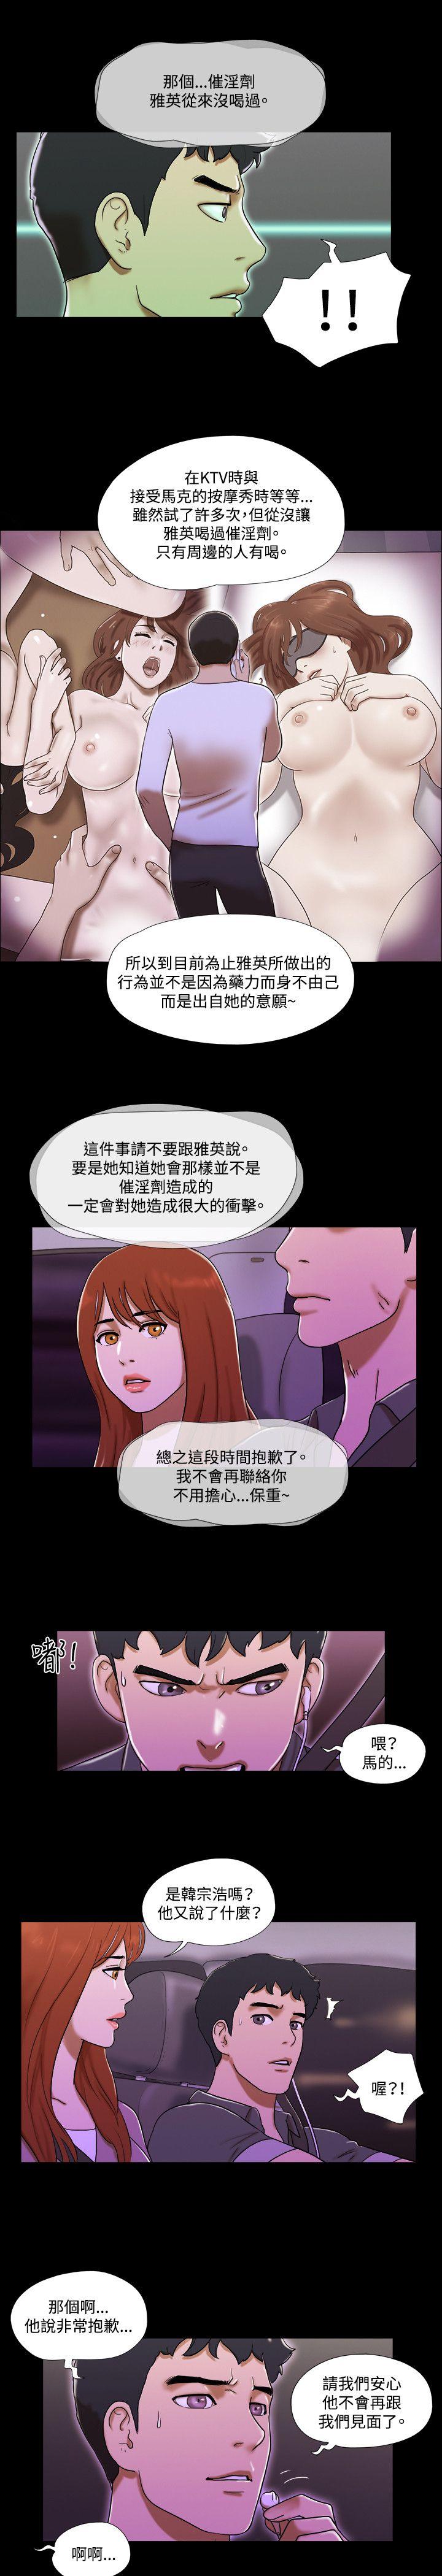 那個...催淫劑
雅英從來沒喝過。
!!
在KTV時與
接受馬克的按摩秀時等等...
雖然試了許多次,但從沒讓
雅英喝過催淫劑。
只有周邊的人有喝。
所以到目前為止雅英所做出的
行為並不是因為藥力而身不由己
而是出自她的意願~
這件事請不要跟雅英說。
要是她知道她會那樣並不是
催淫劑造成的
一定會對她造成很大的衝擊。
總之這段時間抱歉了。
我不會再聯絡你
不用擔心...保重~
嘟!
喂?
馬的...
是韓宗浩嗎?
他又說了什麼?
喔?!
那個啊...
他說非常抱歉...
請我們安心
他不會再跟
我們見面了。
啊啊...